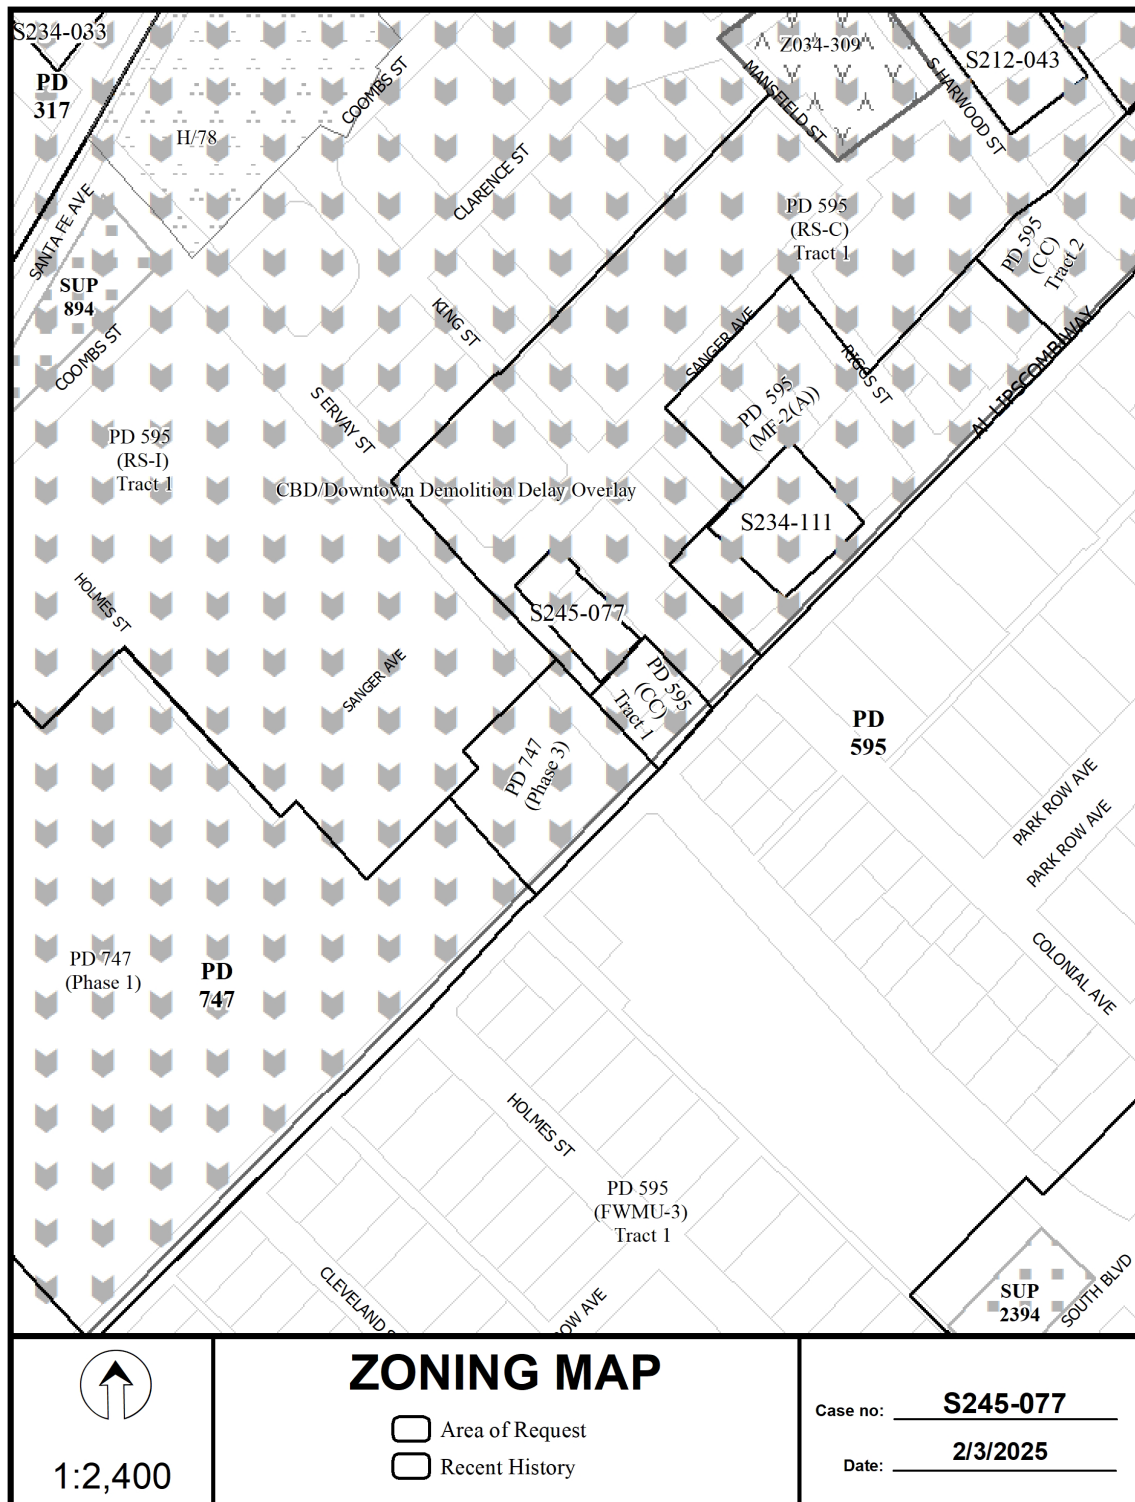 S234-033
PD
317
H/78
COOMBS ST
CLARENCE ST
Z034-309
MANSFIELD ST
S HARWOOD ST
S212-043
SANTA FE AVE
SUP
894
COOMBS ST
KING ST
S ERVAY ST
PD 595
(RS-C)
Tract 1
PD 595
(CC)
Tract 2
SANGER AVE
RIGGS ST
AL LIPSCOMB WAY
PD 595
(MF-2(A))
PD 595
(RS-I)
Tract 1
CBD/Downtown Demolition Delay Overlay
S234-111
HOLMES ST
S245-077
SANGER AVE
PD 595
(CC)
Tract 1
PD 747
(Phase 3)
PD
595
PARK ROW AVE
PARK ROW AVE
COLONIAL AVE
PD 747
(Phase 1)
PD
747
HOLMES ST
PD 595
(FWMU-3)
Tract 1
CLEVELAND S
ROW AVE
SUP
2394
SOUTH BLVD
1:2,400
ZONING MAP
Area of Request
Recent History
Case no: S245-077
Date: 2/3/2025